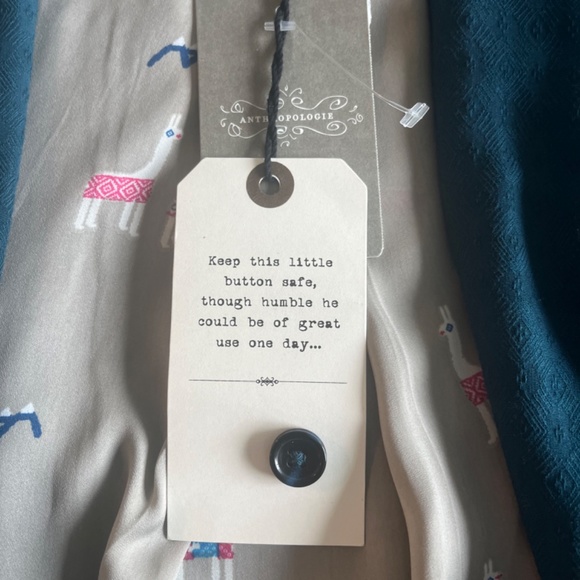 ANTHROPOLOGIE
Keep this little
button safe,
though humble he
could be of great
use one day...